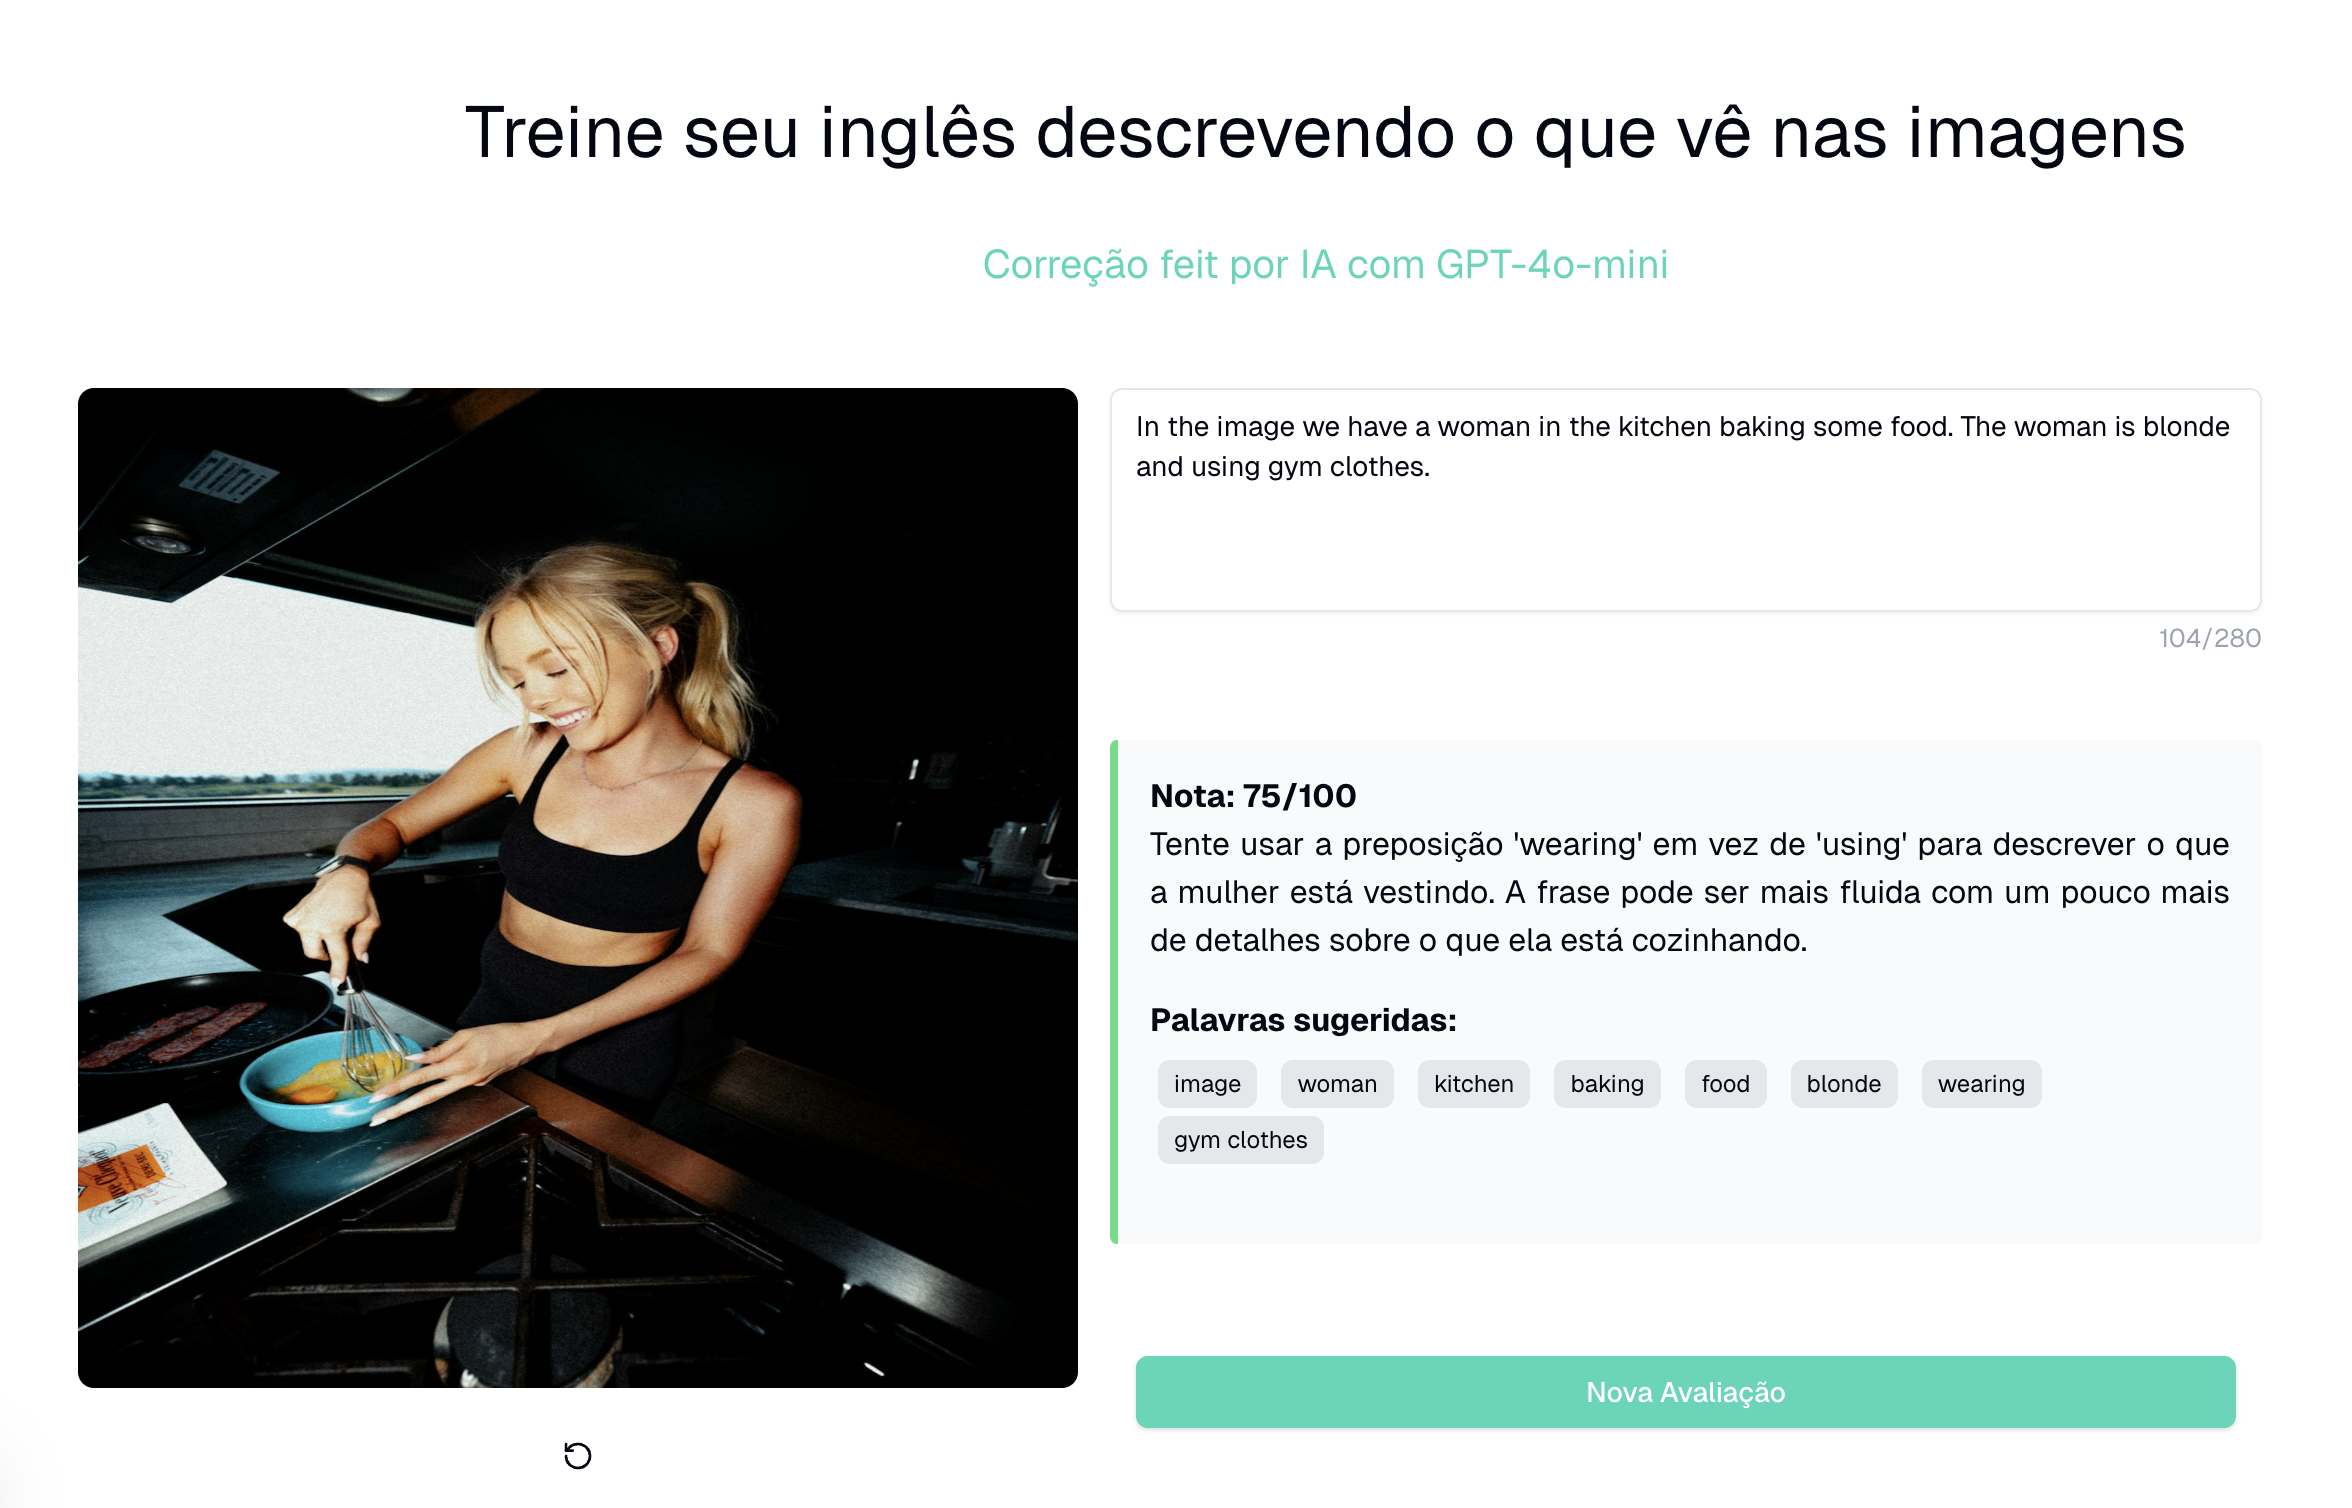 Treine seu inglês descrevendo o que vê nas imagens
Correção feit por IA com GPT-4o-mini
In the image we have a woman in the kitchen baking some food. The woman is blonde
and using gym clothes.
104/280
Nota: 75/100
Tente usar a preposição 'wearing' em vez de 'using' para descrever o que
a mulher está vestindo. A frase pode ser mais fluida com um pouco mais
de detalhes sobre o que ela está cozinhando.
Palavras sugeridas:
image woman kitchen baking food blonde wearing
gym clothes
Nova Avaliação